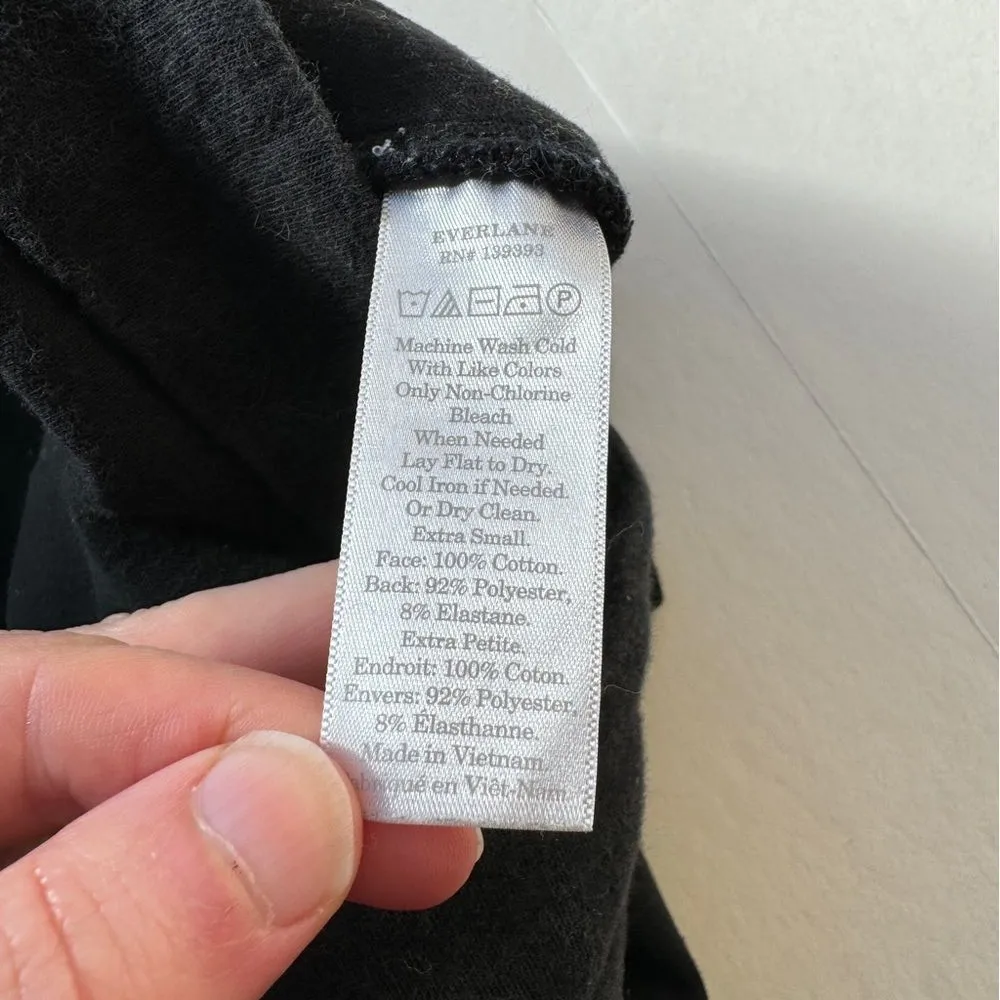 EVERLANE
RN# 139393
P
Machine Wash Cold
With Like Colors
Only Non-Chlorine
Bleach
When Needed
Lay Flat to Dry.
Cool Iron if Needed.
Or Dry Clean.
Extra Small.
Face: 100% Cotton.
Back: 92% Polyester,
8% Elastane.
Extra Petite.
Endroit: 100% Coton.
Envers: 92% Polyester,
8% Élasthanne.
Made in Vietnam
en Viêt-Nam